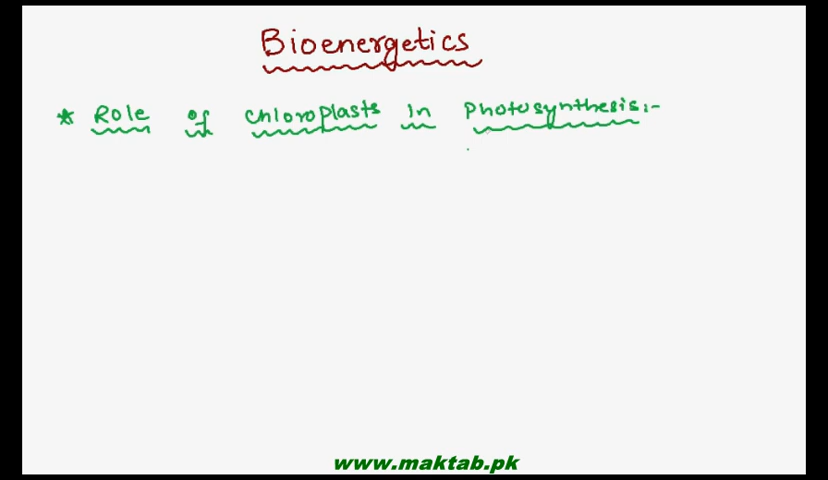 Bioenergetics
* Role of Chloroplasts In Photosynthesis:-
www.maktab.pk